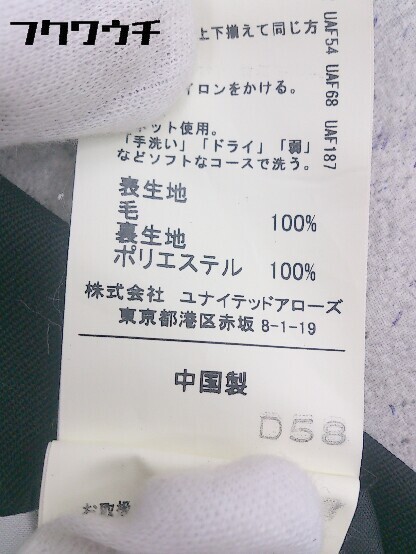 フクワウチ
上下揃えて同じ方
イロンをかける。
ネット使用。
「手洗い」「ドライ」「弱」
などソフトなコースで洗う。
UAF54 UAF68 UAF187
表生地
毛 100%
裏生地
ポリエステル 100%
株式会社 ユナイテッドアローズ
東京都港区赤坂 8-1-19
中国製
D58
お取扱